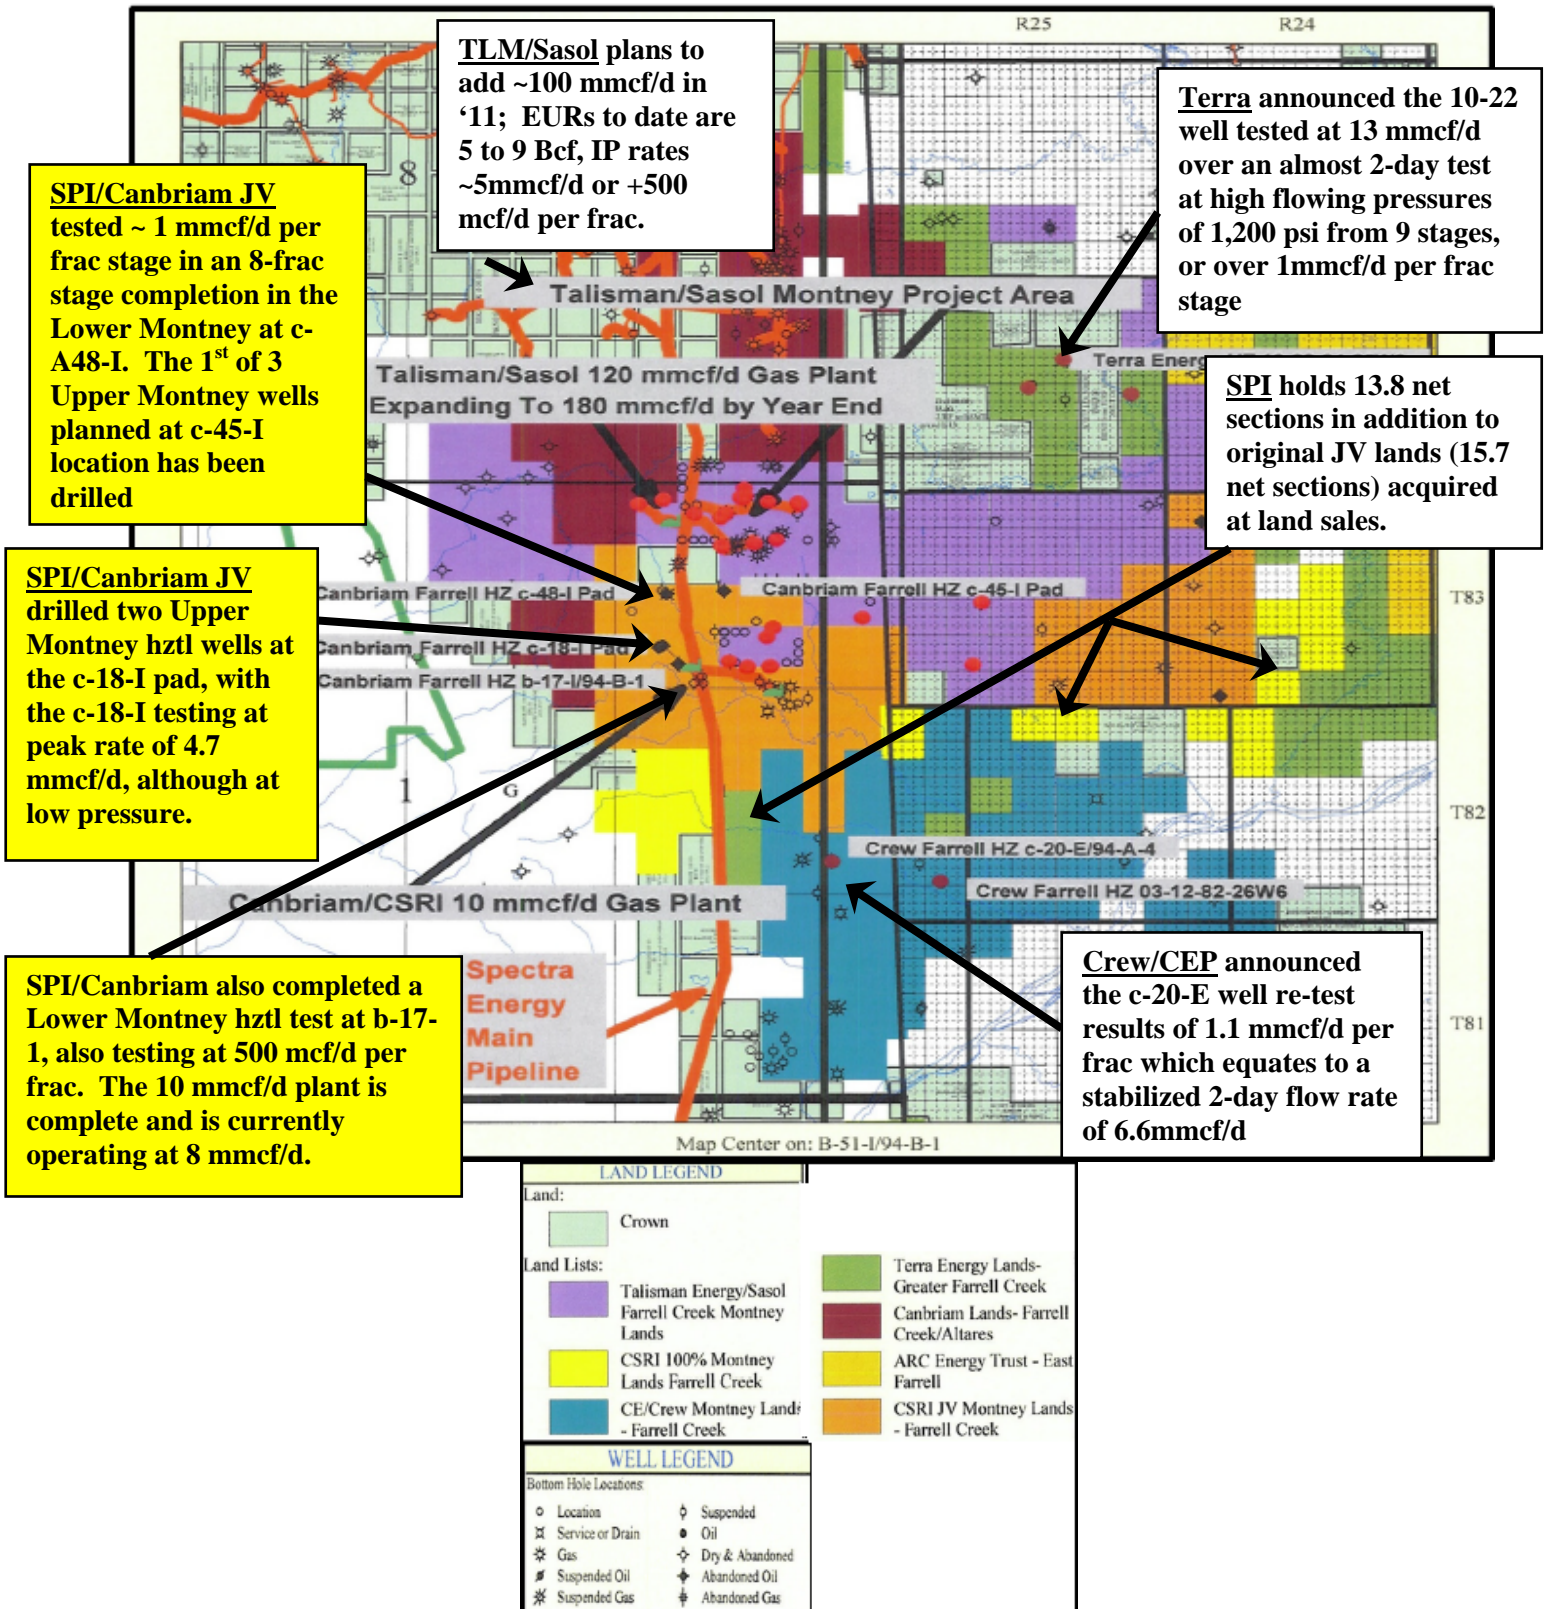 R25
R24
TLM/Sasol plans to
add ~100 mmcf/d in
‘11; EURs to date are
5 to 9 Bcf, IP rates
~5mmcf/d or +500
mcf/d per frac.
Terra announced the 10-22
well tested at 13 mmcf/d
over an almost 2-day test
at high flowing pressures
of 1,200 psi from 9 stages,
or over 1mmcf/d per frac
stage
8
SPI/Canbriam JV
tested ~ 1 mmcf/d per
frac stage in an 8-frac
stage completion in the
Lower Montney at c-
A48-I. The 1st of 3
Upper Montney wells
planned at c-45-I
location has been
drilled
Talisman/Sasol Montney Project Area
Terra Energy
Talisman/Sasol 120 mmcf/d Gas Plant
Expanding To 180 mmcf/d by Year End
SPI holds 13.8 net
sections in addition to
original JV lands (15.7
net sections) acquired
at land sales.
SPI/Canbriam JV
drilled two Upper
Montney hztl wells at
the c-18-I pad, with
the c-18-I testing at
peak rate of 4.7
mmcf/d, although at
low pressure.
Canbriam Farrell HZ c-48-I Pad
Canbriam Farrell HZ c-45-I Pad
T83
Canbriam Farrell HZ c-18-I Pad
Canbriam Farrell HZ b-17-I/94-B-1
1
G
T82
Crew Farrell HZ c-20-E/94-A-4
Crew Farrell HZ 03-12-82-26W6
Canbriam/CSRI 10 mmcf/d Gas Plant
SPI/Canbriam also completed a
Lower Montney hztl test at b-17-
1, also testing at 500 mcf/d per
frac. The 10 mmcf/d plant is
complete and is currently
operating at 8 mmcf/d.
Spectra
Energy
Main
Pipeline
Crew/CEP announced
the c-20-E well re-test
results of 1.1 mmcf/d per
frac which equates to a
stabilized 2-day flow rate
of 6.6mmcf/d
T81
Map Center on: B-51-I/94-B-1
LAND LEGEND
Land:
Crown
Land Lists:
Talisman Energy/Sasol
Farrell Creek Montney
Lands
CSRI 100% Montney
Lands Farrell Creek
CE/Crew Montney Lands
- Farrell Creek
Terra Energy Lands-
Greater Farrell Creek
Canbriam Lands- Farrell
Creek/Altares
ARC Energy Trust - East
Farrell
CSRI JV Montney Lands
- Farrell Creek
WELL LEGEND
Bottom Hole Locations:
Location
Service or Drain
Gas
Suspended Oil
Suspended Gas
Suspended
Oil
Dry & Abandoned
Abandoned Oil
Abandoned Gas